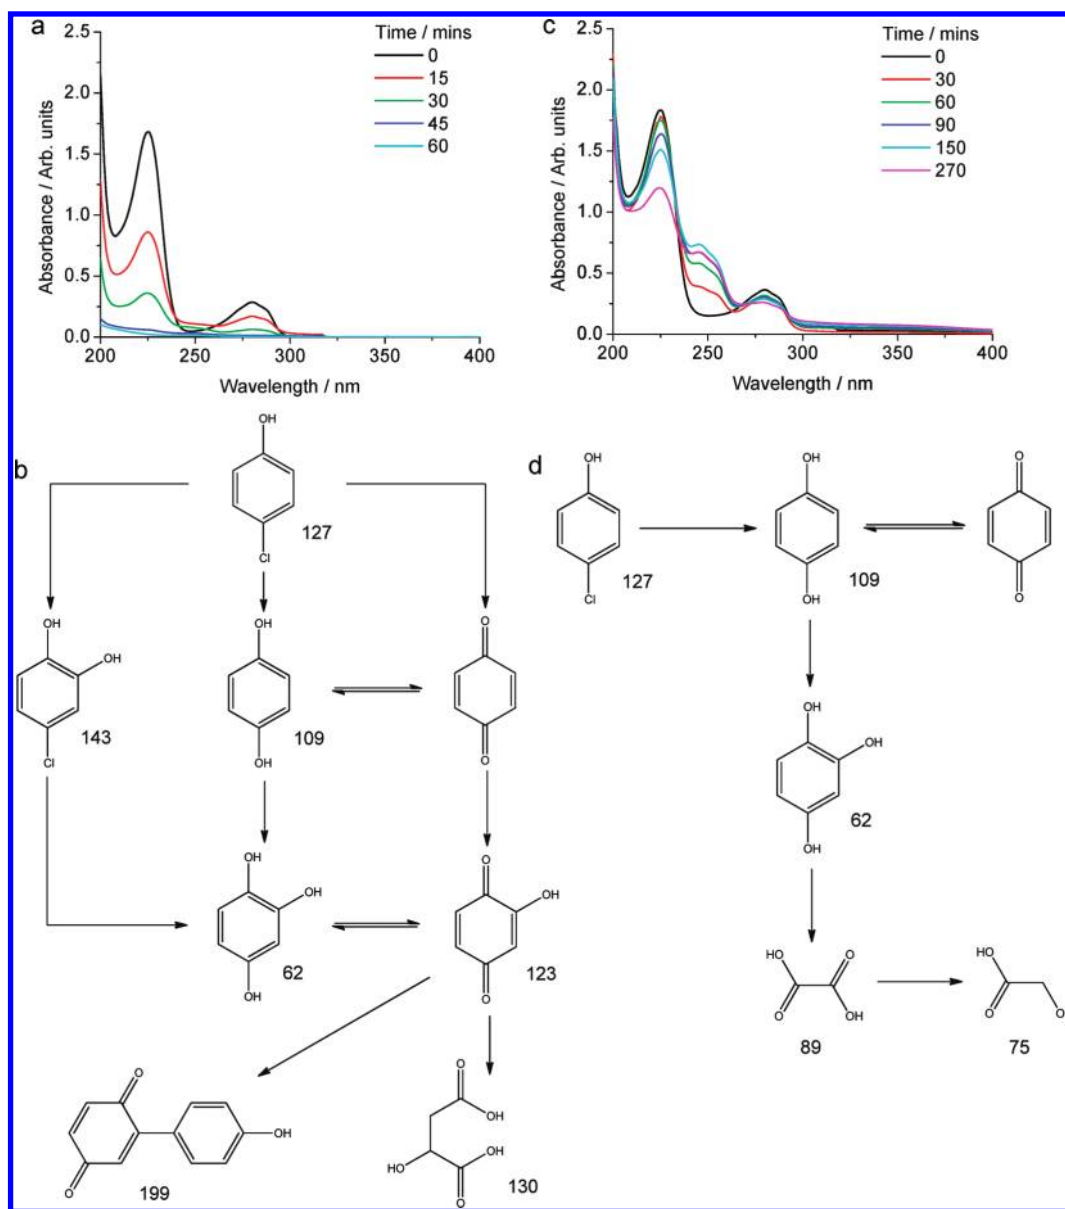 a
Time / mins
0
15
30
45
60
2.5
2.0
1.5
1.0
0.5
0.0
Absorbance / Arb. units
200
250
300
350
400
Wavelength / nm
c
Time / mins
0
30
60
90
150
270
2.5
2.0
1.5
1.0
0.5
0.0
Absorbance / Arb. units
200
250
300
350
400
Wavelength / nm
b
OH
127
Cl
OH
OH
143
Cl
OH
109
OH
O
O
OH
OH
62
OH
O
OH
123
O
O
OH
O
199
O
OH
OH
HO
O
130
d
OH
127
Cl
OH
109
OH
O
O
OH
OH
62
OH
HO
O
O
OH
89
HO
O
O
75